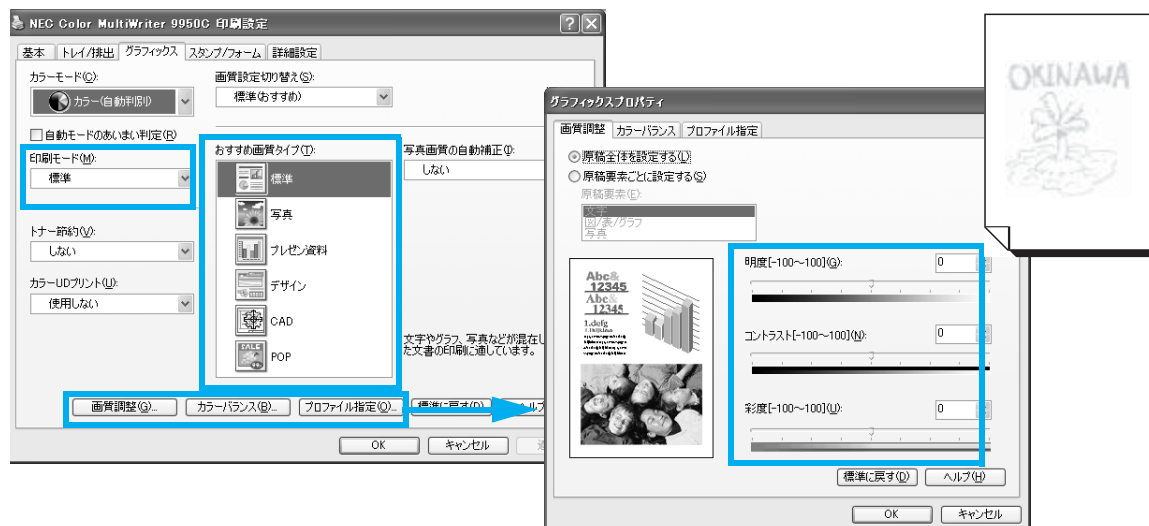 NEC Color MultiWriter 9950C 印刷設定
基本 トレイ/排出 グラフィックス スタンプ/フォーム 詳細設定
カラーモード(C):
カラー(自動判別)
自動モードのあいまい判定(R)
印刷モード(M):
標準
トナー節約(V):
しない
カラーUDプリント(L):
使用しない
画質設定切り替え(S):
標準(おすすめ)
おすすめ画質タイプ(T):
標準
写真
プレゼン資料
デザイン
CAD
POP
写真画質の自動補正(I):
しない
文字やグラフ、写真などが混在し
た文書の印刷に適しています。
画質調整(G)... カラーバランス(B)... プロファイル指定(O)... 標準に戻す(D) ヘルプ
OK キャンセル
グラフィックスプロパティ
画質調整 カラーバランス プロファイル指定
原稿全体を設定する(L)
原稿要素ごとに設定する(S)
原稿要素(E):
文字
図/表/グラフ
写真
Abc&
12345
Abc&
12345
1.defg
明度[-100～100](G): 0
コントラスト[-100～100](N): 0
彩度[-100～100](U): 0
標準に戻す(D) ヘルプ(H)
OK キャンセル
OKINAWA